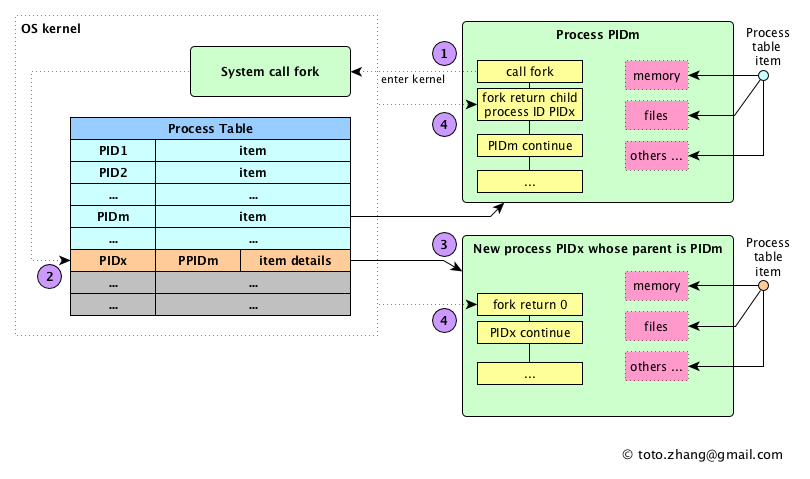 OS kernel
System call fork
enter kernel
Process Table
PID1 item
PID2 item
... ...
PIDm item
... ...
PIDx PPIDm item details
... ...
... ...
2
1
4
3
4
Process PIDm
call fork
fork return child
process ID PIDx
PIDm continue
...
memory
files
others ...
Process
table
item
New process PIDx whose parent is PIDm
fork return 0
PIDx continue
...
memory
files
others ...
Process
table
item
© toto.zhang@gmail.com